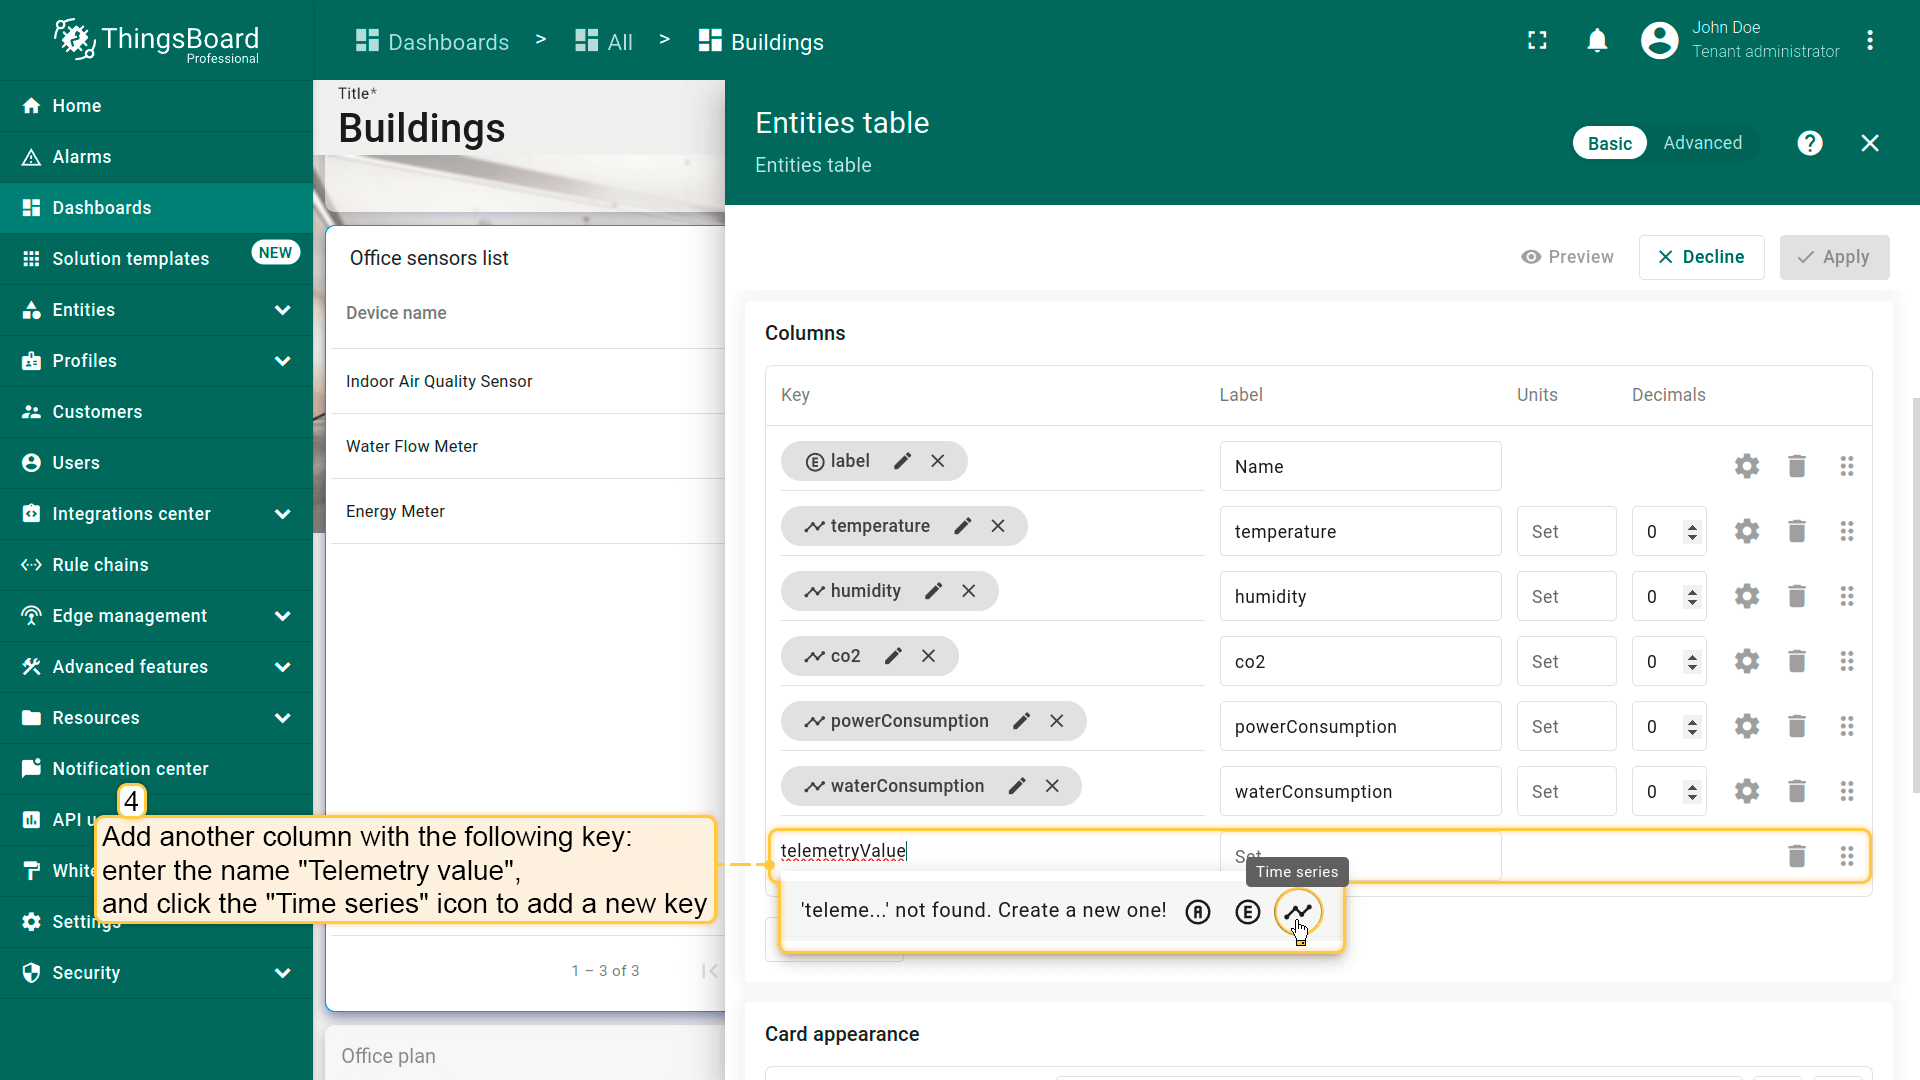 ThingsBoard
Professional
Dashboards > All > Buildings
John Doe
Tenant administrator
Home
Alarms
Dashboards
Solution templates NEW
Entities
Profiles
Customers
Users
Integrations center
Rule chains
Edge management
Advanced features
Resources
Notification center
API u
White
Settings
Security
Title*
Buildings
Office sensors list
Device name
Indoor Air Quality Sensor
Water Flow Meter
Energy Meter
1 – 3 of 3
Office plan
4
Add another column with the following key:
enter the name "Telemetry value",
and click the "Time series" icon to add a new key
Entities table
Entities table
Basic Advanced
Preview Decline Apply
Columns
Key Label Units Decimals
label Name
temperature temperature Set 0
humidity humidity Set 0
co2 co2 Set 0
powerConsumption powerConsumption Set 0
waterConsumption waterConsumption Set 0
telemetryValue Set
Time series
'teleme...' not found. Create a new one!
Card appearance